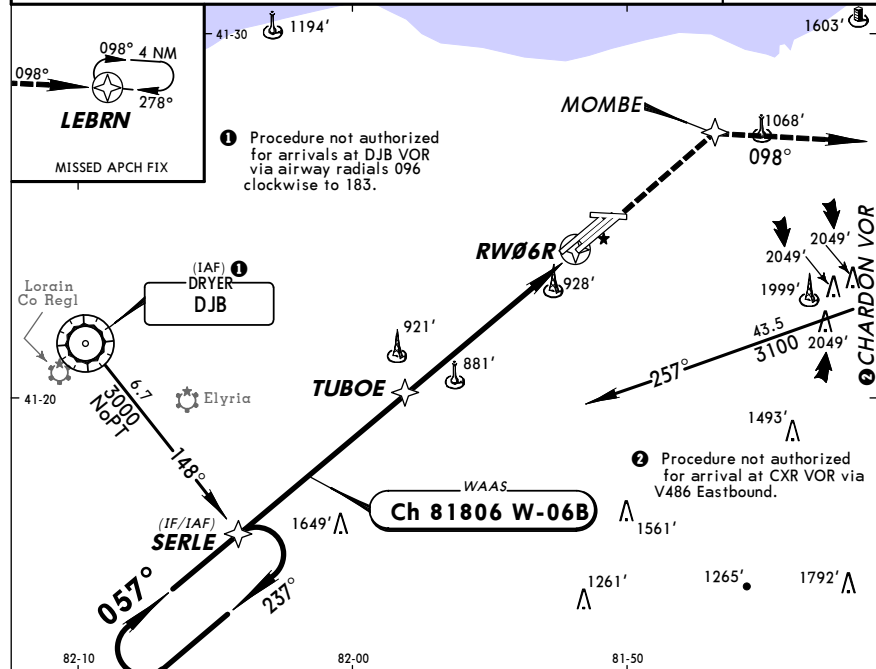 41-30
1194'
1603'
098° 4 NM
098°
278°
LEBRN
MISSED APCH FIX
❶ Procedure not authorized
for arrivals at DJB VOR
via airway radials 096
clockwise to 183.
MOMBE
1068'
098°
RWØ6R
928'
2049'
2049'
1999'
2049'
CHARDON VOR
❷
43.5
3100
257°
(IAF) ❶
DRYER
DJB
Lorain
Co Regl
921'
881'
TUBOE
41-20
6.7
3000
NoPT
148°
Elyria
1493'
❷ Procedure not authorized
for arrival at CXR VOR via
V486 Eastbound.
WAAS
Ch 81806 W-06B
(IF/IAF)
SERLE
1649'
1561'
057°
237°
1261'
1265'
1792'
82-10
82-00
81-50